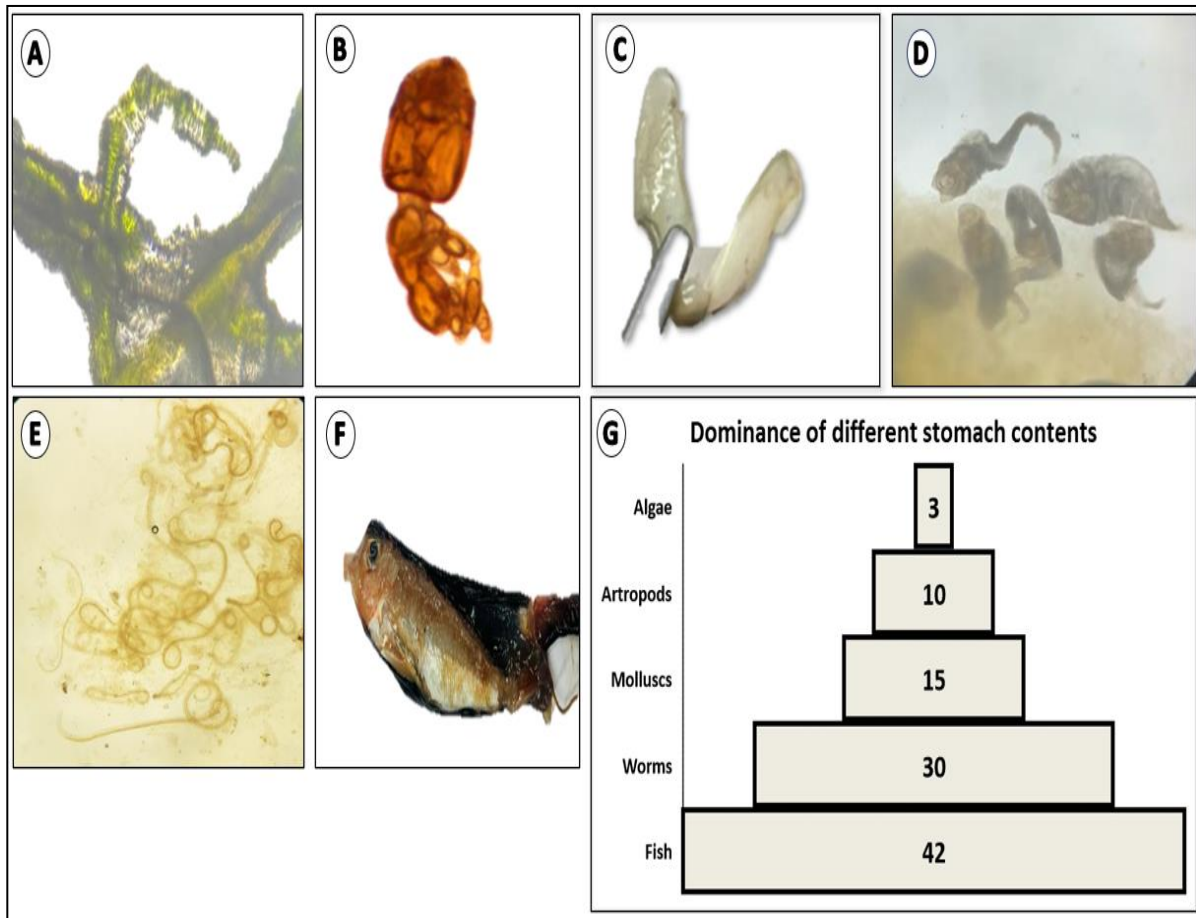 A
B
C
D
E
F
G
Dominance of different stomach contents
Algae
3
Artropods
10
Molluscs
15
Worms
30
Fish
42